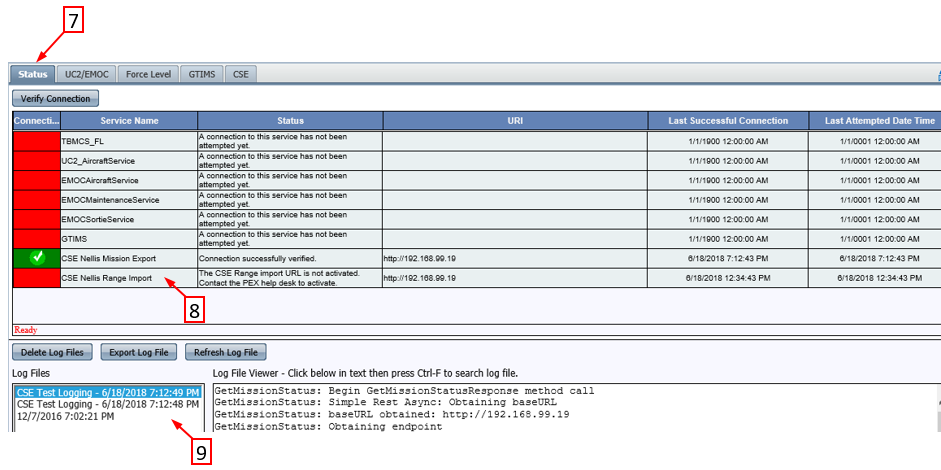 7
Status UC2/EMOC Force Level GTIMS CSE
Verify Connection
Connecti... Service Name Status URI Last Successful Connection Last Attempted Date Time
TBMCS_FL A connection to this service has not been 1/1/1900 12:00:00 AM 1/1/0001 12:00:00 AM
attempted yet.
UC2_AircraftService A connection to this service has not been 1/1/1900 12:00:00 AM 1/1/0001 12:00:00 AM
attempted yet.
EMOCAircraftService A connection to this service has not been 1/1/1900 12:00:00 AM 1/1/0001 12:00:00 AM
attempted yet.
EMOCMaintenanceService A connection to this service has not been 1/1/1900 12:00:00 AM 1/1/0001 12:00:00 AM
attempted yet.
EMOCSortieService A connection to this service has not been 1/1/1900 12:00:00 AM 1/1/0001 12:00:00 AM
attempted yet.
GTIMS A connection to this service has not been 1/1/1900 12:00:00 AM 1/1/0001 12:00:00 AM
attempted yet.
CSE Nellis Mission Export Connection successfully verified. http://192.168.99.19 6/18/2018 7:12:43 PM 6/18/2018 7:12:43 PM
CSE Nellis Range Import The CSE Range import URL is not activated. http://192.168.99.19 6/18/2018 12:34:43 PM 6/18/2018 12:34:43 PM
Contact the PEX help desk to activate.
8
Ready
Delete Log Files Export Log File Refresh Log File
Log Files Log File Viewer - Click below in text then press Ctrl-F to search log file.
CSE Test Logging - 6/18/2018 7:12:49 PM GetMissionStatus: Begin GetMissionStatusResponse method call
CSE Test Logging - 6/18/2018 7:12:48 PM GetMissionStatus: Simple Rest Async: Obtaining baseURL
12/7/2016 7:02:21 PM GetMissionStatus: baseURL obtained: http://192.168.99.19
GetMissionStatus: Obtaining endpoint
9